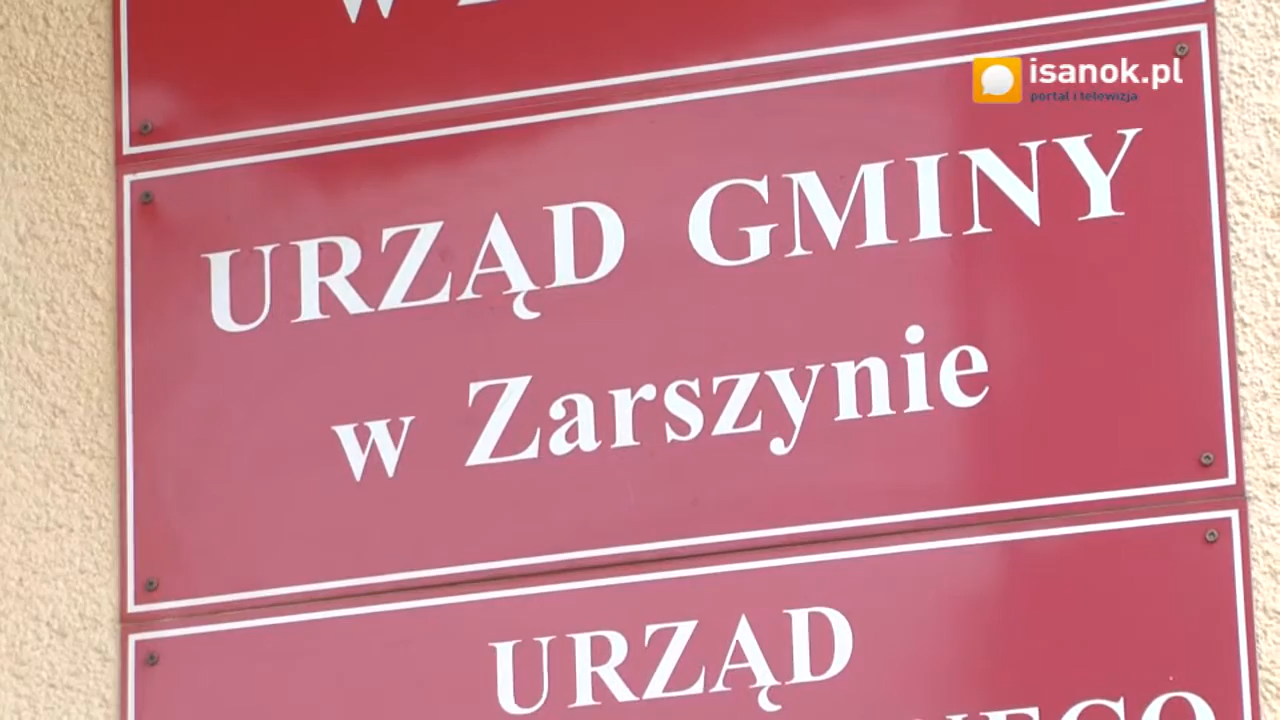 isanok.pl
portal i telewizja
URZĄD GMINY
w Zarszynie
URZĄD